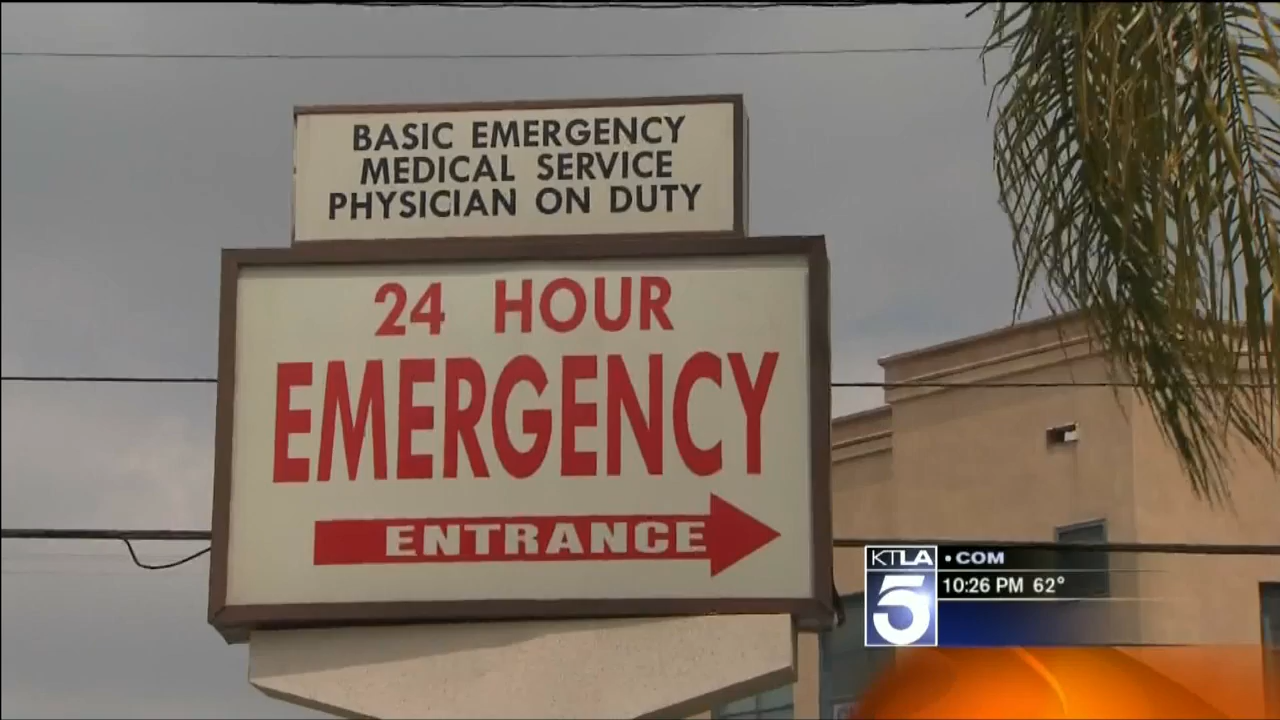 BASIC EMERGENCY
MEDICAL SERVICE
PHYSICIAN ON DUTY
24 HOUR
EMERGENCY
ENTRANCE
KTLA • COM
5
10:26 PM 62°